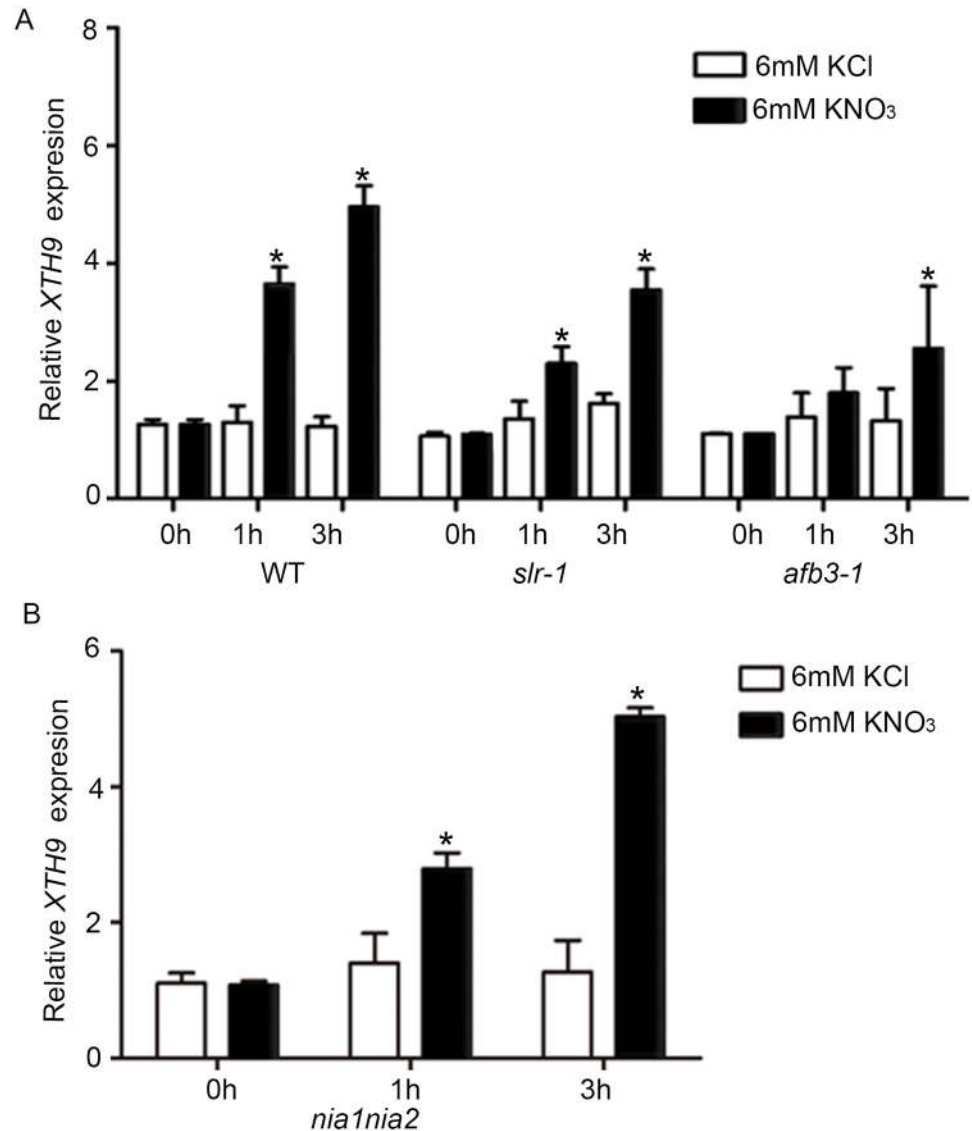 A
8
6
4
2
0
Relative XTH9 expresion
6mM KCl
6mM KNO₃
*
*
*
*
*
0h 1h 3h 0h 1h 3h 0h 1h 3h
WT slr-1 afb3-1
B
6
4
2
0
Relative XTH9 expresion
6mM KCl
6mM KNO₃
*
*
0h 1h 3h
nia1nia2